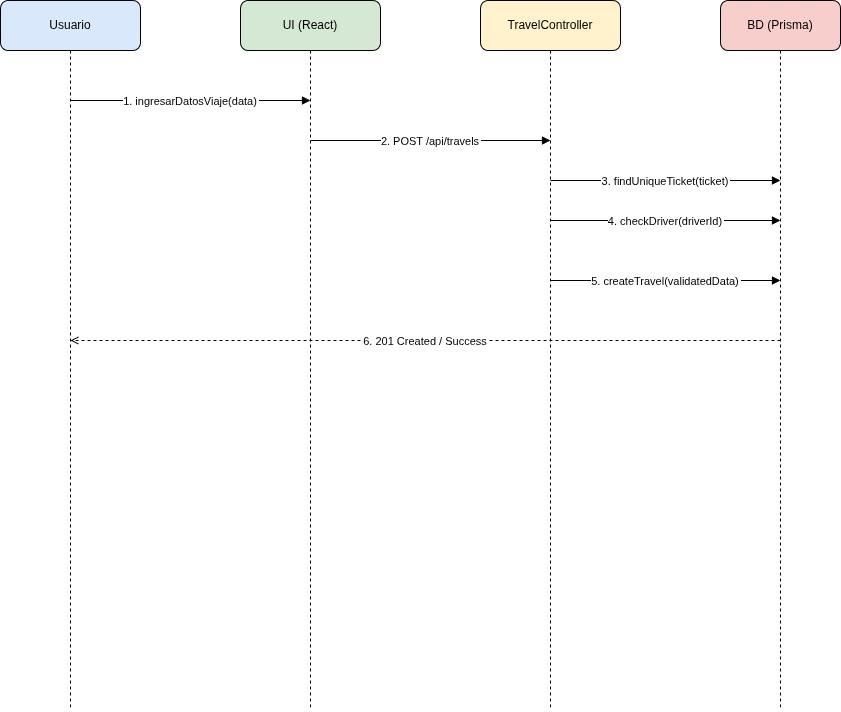 Usuario
UI (React)
TravelController
BD (Prisma)
1. ingresarDatosViaje(data)
2. POST /api/travels
3. findUniqueTicket(ticket)
4. checkDriver(driverId)
5. createTravel(validatedData)
6. 201 Created / Success